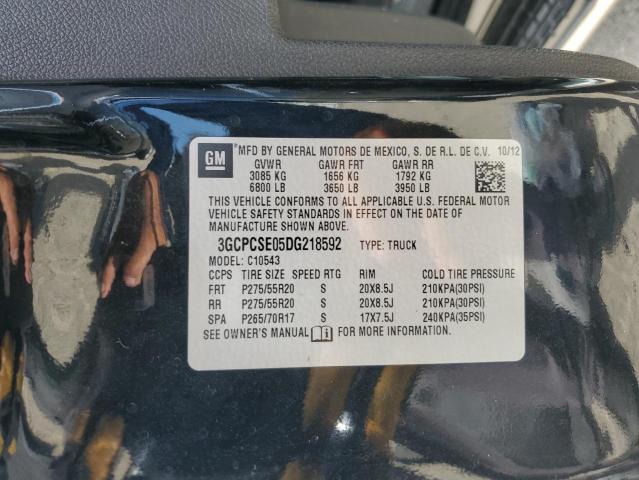 GM
*MFD BY GENERAL MOTORS DE MEXICO, S. DE R.L. DE C.V. 10/12
GVWR GAWR FRT GAWR RR
3085 KG 1656 KG 1792 KG
6800 LB 3650 LB 3950 LB
THIS VEHICLE CONFORMS TO ALL APPLICABLE U.S. FEDERAL MOTOR
VEHICLE SAFETY STANDARDS IN EFFECT ON THE DATE OF
MANUFACTURE SHOWN ABOVE.
3GCPCSE05DG218592 TYPE: TRUCK
MODEL: C10543
CCPS TIRE SIZE SPEED RTG RIM COLD TIRE PRESSURE
FRT P275/55R20 S 20X8.5J 210KPA(30PSI)
RR P275/55R20 S 20X8.5J 210KPA(30PSI)
SPA P265/70R17 S 17X7.5J 240KPA(35PSI)
SEE OWNER'S MANUAL